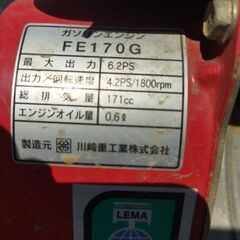 ガソリンエンジン
FE170G
最大出力 6.2PS
出力/回転速度 4.2PS/1800rpm
総排気量 171cc
エンジンオイル量 0.6ℓ
製造元 川崎重工業株式会社
LEMA